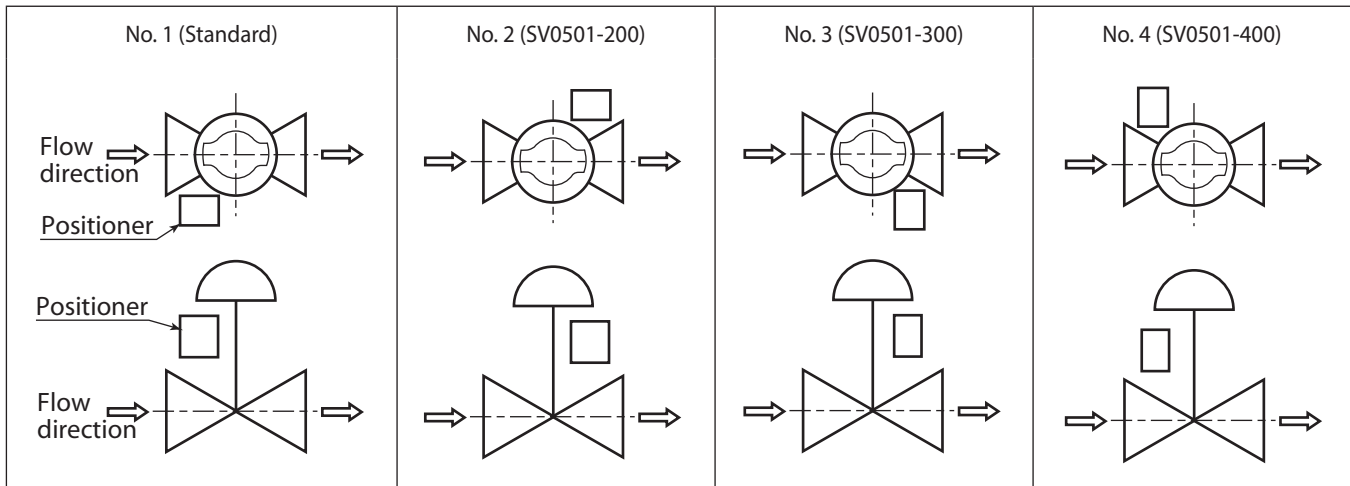 No. 1 (Standard)
No. 2 (SV0501-200)
No. 3 (SV0501-300)
No. 4 (SV0501-400)
Flow
direction
Positioner
Positioner
Flow
direction